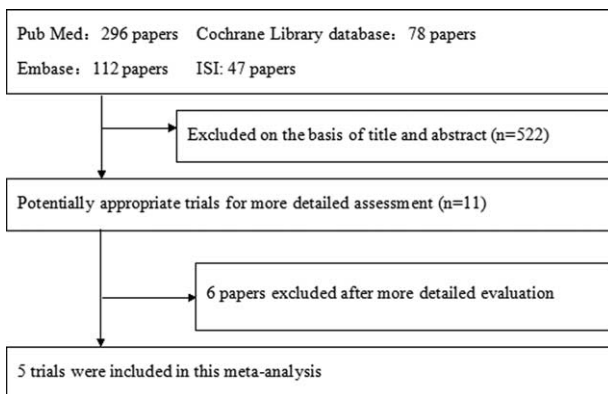 Pub Med：296 papers Cochrane Library database：78 papers
Embase：112 papers ISI: 47 papers
Excluded on the basis of title and abstract (n=522)
Potentially appropriate trials for more detailed assessment (n=11)
6 papers excluded after more detailed evaluation
5 trials were included in this meta-analysis